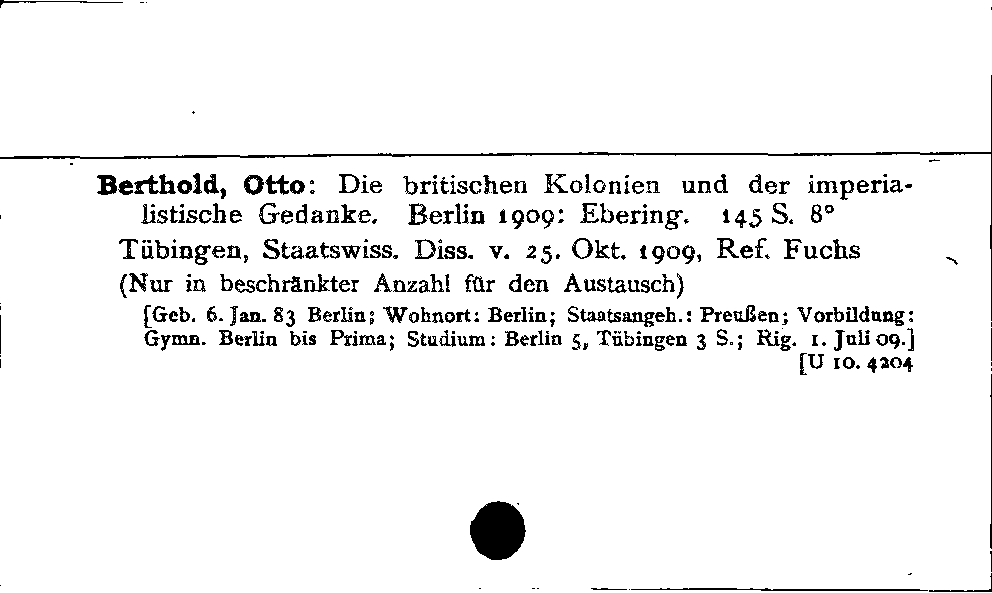 Berthold, Otto: Die britischen Kolonien und der imperia-
listische Gedanke. Berlin 1909: Ebering. 145 S. 8°
Tübingen, Staatswiss. Diss. v. 25. Okt. 1909, Ref. Fuchs
(Nur in beschränkter Anzahl für den Austausch)
[Geb. 6. Jan. 83 Berlin; Wohnort: Berlin; Staatsangeh.: Preußen; Vorbildung:
Gymn. Berlin bis Prima; Studium: Berlin 5, Tübingen 3 S.; Rig. 1. Juli 09.]
[U 10. 4204